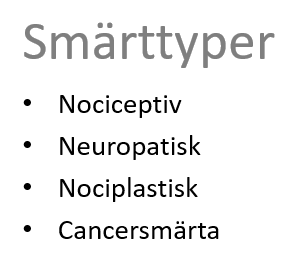 Smärttyper
• Nociceptiv
• Neuropatisk
• Nociplastisk
• Cancersmärta